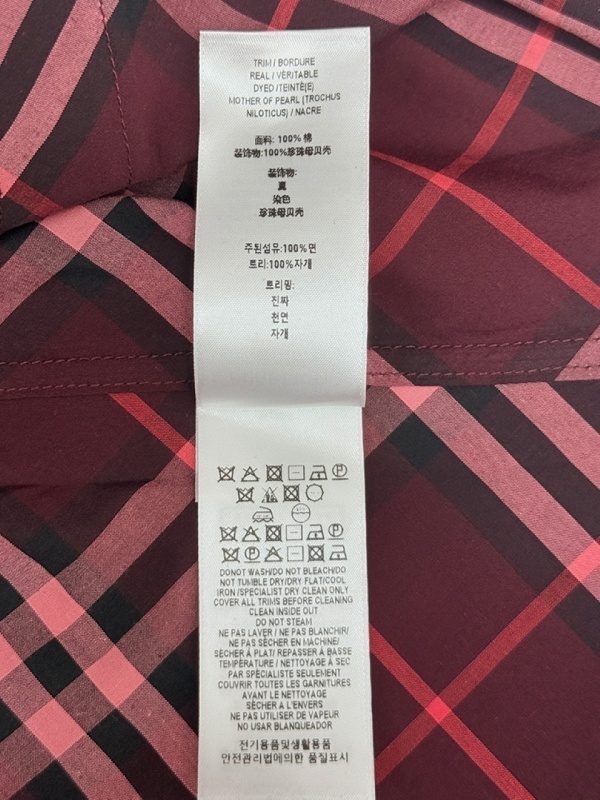 TRIM / BORDURE
REAL / VÉRITABLE
DYED /TEINTÉ(E)
MOTHER OF PEARL (TROCHUS
NILOTICUS) / NACRE
面料: 100% 棉
装饰物:100%珍珠母贝壳
装饰物:
真
染色
珍珠母贝壳
주된섬유:100%면
트리:100%자개
트리밍:
진짜
천연
자개
DONOT WASH/DO NOT BLEACH/DO
NOT TUMBLE DRY/DRY FLAT/COOL
IRON /SPECIALIST DRY CLEAN ONLY
COVER ALL TRIMS BEFORE CLEANING
CLEAN INSIDE OUT
DO NOT STEAM
NE PAS LAVER / NE PAS BLANCHIR/
NE PAS SÈCHER EN MACHINE/
SÈCHER À PLAT/ REPASSER À BASSE
TEMPÈRATURE / NETTOYAGE À SEC
PAR SPÈCIALISTE SEULEMENT
COUVRIR TOUTES LES GARNITURES
AVANT LE NETTOYAGE
SÈCHER À L'ENVERS
NE PAS UTILISER DE VAPEUR
NO USAR BLANQUEADOR
전기용품및생활용품
안전관리법에의한 품질표시